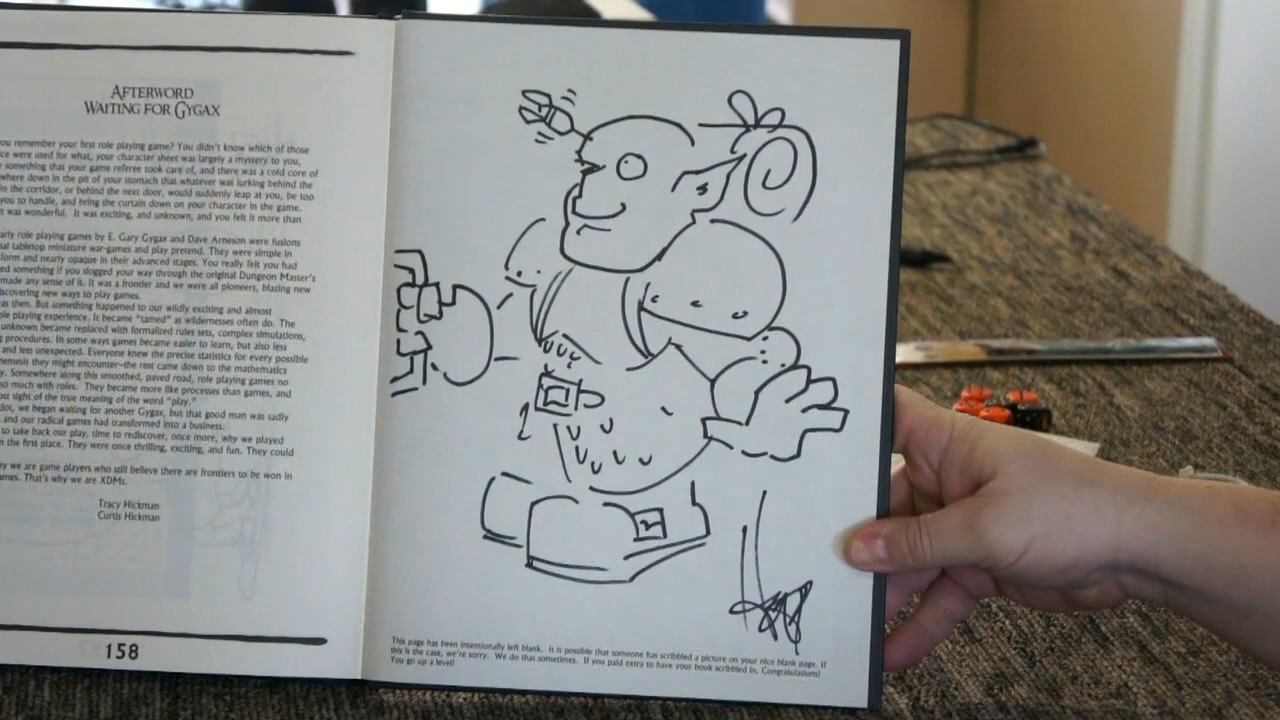 AFTERWORD
WAITING FOR GYGAX
ou remember your first role playing game? You didn't know which of those
ce were used for what, your character sheet was largely a mystery to you,
something that your game referee took care of, and there was a cold core of
where down in the pit of your stomach that whatever was lurking behind the
in the corridor, or behind the next door, would suddenly leap at you, be too
you to handle, and bring the curtain down on your character in the game.
t was wonderful. It was exciting, and unknown, and you felt it more than
arly role playing games by E. Gary Gygax and Dave Arneson were fusions
al tabletop miniature war-games and play pretend. They were simple in
form and nearly opaque in their advanced stages. You really felt you had
ed something if you slogged your way through the original Dungeon Master's
made any sense of it. It was a frontier and we were all pioneers, blazing new
iscovering new ways to play games.
as then. But something happened to our wildly exciting and almost
ole playing experience. It became "tamed" as wildernesses often do. The
unknown became replaced with formalized rules sets, complex simulations,
g procedures. In some ways games became easier to learn, but also less
and less unexpected. Everyone knew the precise statistics for every possible
nemesis they might encounter—the rest came down to the mathematics
y. Somewhere along this smoothed, paved road, role playing games no
so much with roles. They became more like processes than games, and
ost sight of the true meaning of the word "play."
dot, we began waiting for another Gygax, but that good man was sadly
and our radical games had transformed into a business.
to take back our play, time to rediscover, once more, why we played
n the first place. They were once thrilling, exciting, and fun. They could
y we are game players who still believe there are frontiers to be won in
ames. That's why we are XDMs.
Tracy Hickman
Curtis Hickman
158
This page has been intentionally left blank. It is possible that someone has scribbled a picture on your nice blank page. If
this is the case, we're sorry. We do that sometimes. If you paid extra to have your book scribbled in, Congratulations!
You go up a level!